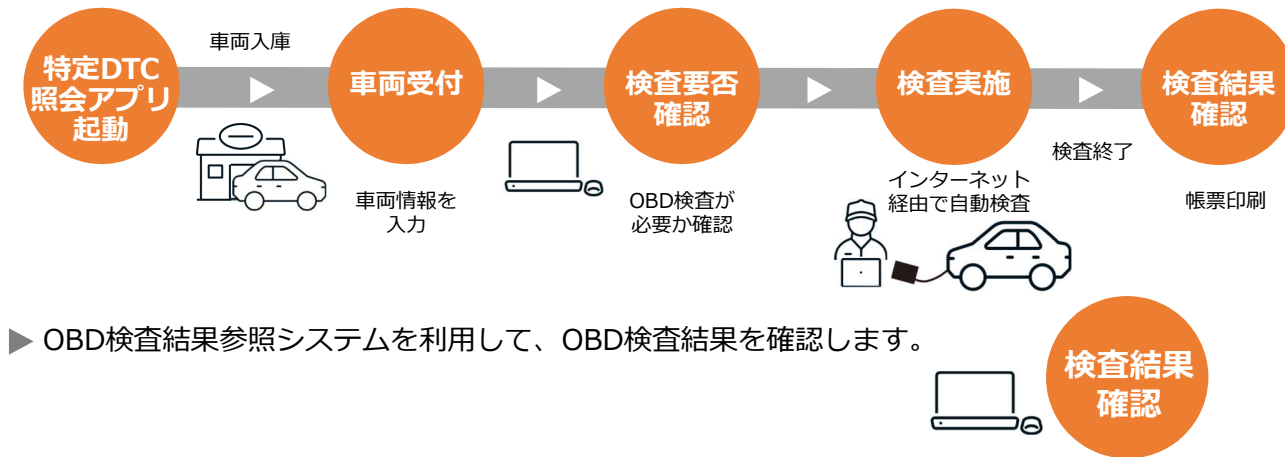 特定DTC
照会アプリ
起動
車両入庫
車両受付
車両情報を
入力
検査要否
確認
OBD検査が
必要か確認
検査実施
インターネット
経由で自動検査
検査終了
検査結果
確認
帳票印刷
OBD検査結果参照システムを利用して、OBD検査結果を確認します。
検査結果
確認